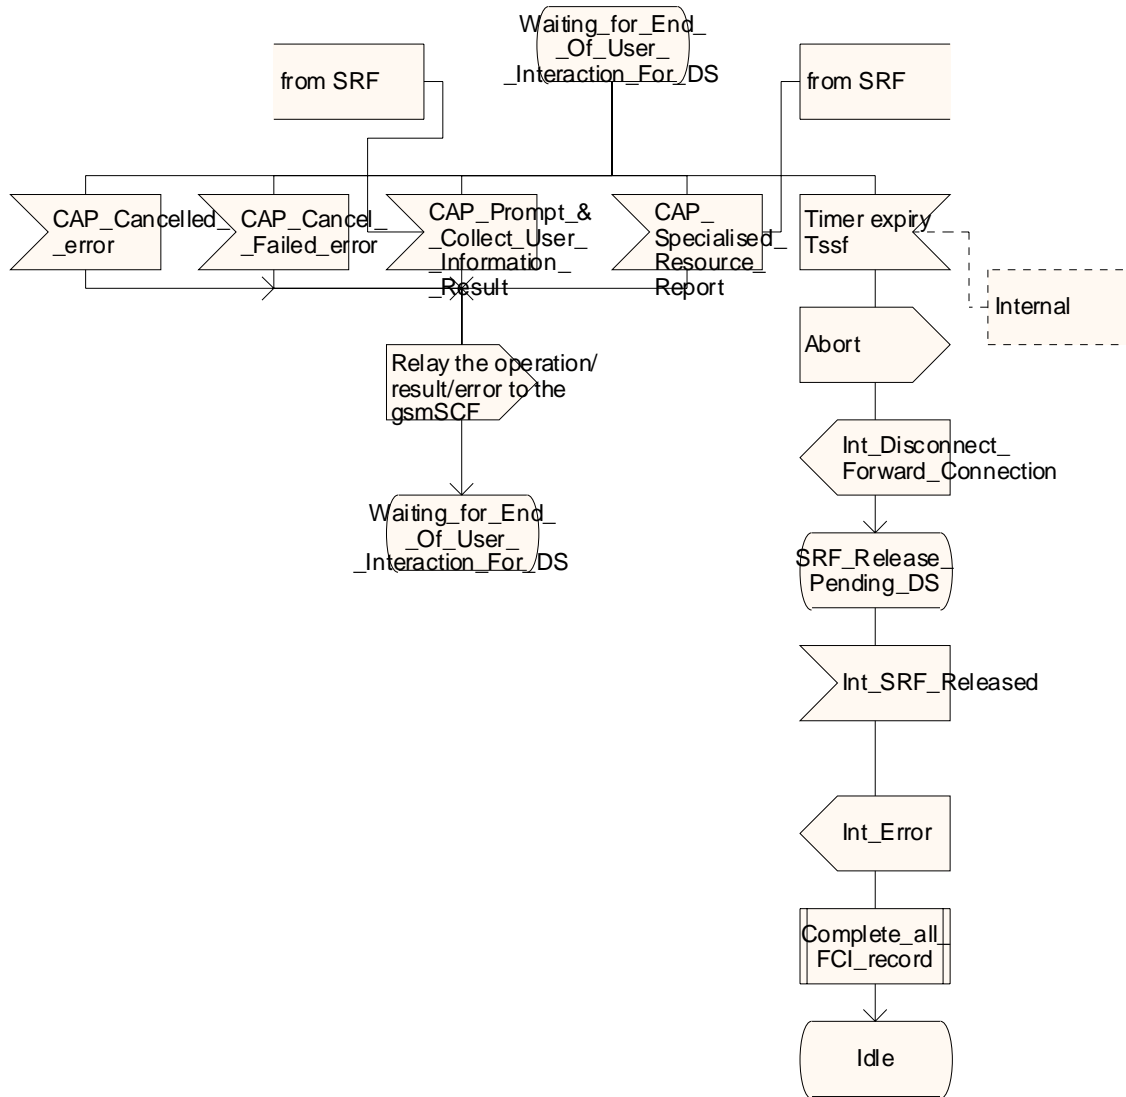 Waiting_for_End_
_Of_User_
_Interaction_For_DS
from SRF
from SRF
CAP_Cancelled_
_error
CAP_Cancel_
_Failed_error
CAP_Prompt_&
_Collect_User_
_Information_
_Result
CAP_
Specialised_
Resource_
Report
Timer expiry
Tssf
Internal
Relay the operation/
result/error to the
gsmSCF
Abort
Int_Disconnect_
Forward_Connection
Waiting_for_End_
_Of_User_
_Interaction_For_DS
SRF_Release_
Pending_DS
Int_SRF_Released
Int_Error
Complete_all_
FCI_record
Idle